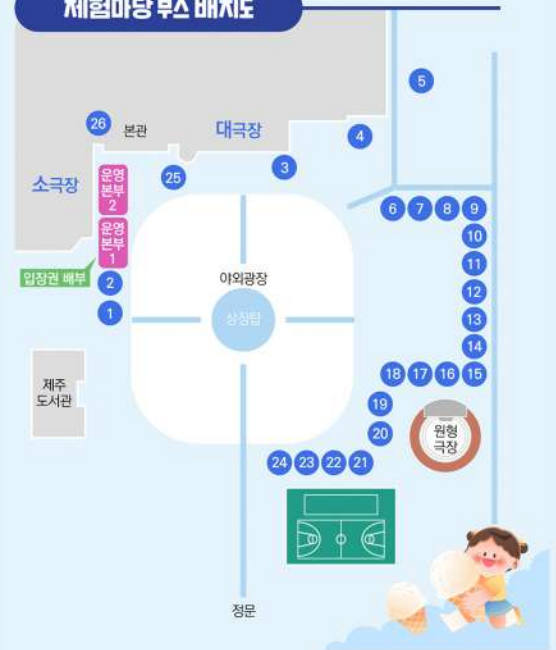 체험마당 부스 배치도
5
26
본관
대극장
4
3
소극장
25
운영
본부
2
6 7 8 9
운영
본부
1
10
11
입장권 배부
2
야외광장
12
1
상징탑
13
14
18 17 16 15
제주
도서관
19
20
원형
극장
24 23 22 21
정문